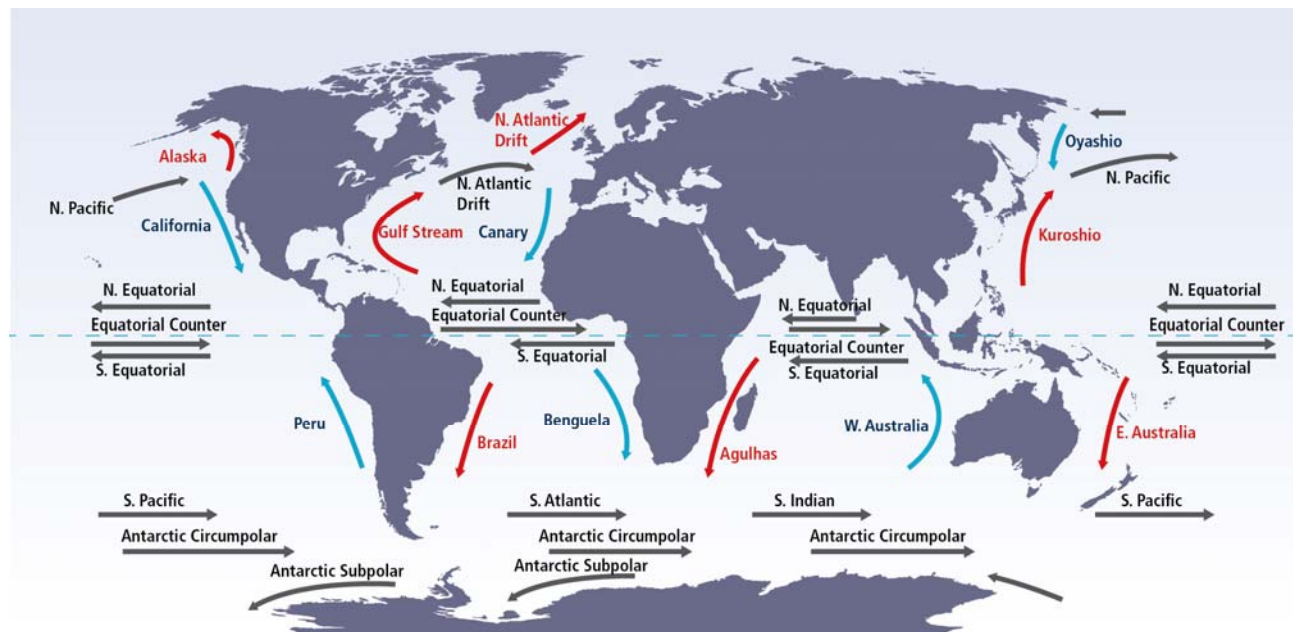 N. Atlantic
Drift
Oyashio
Alaska
N. Pacific
N. Atlantic
Drift
N. Pacific
California
Gulf Stream
Canary
Kuroshio
N. Equatorial
N. Equatorial
N. Equatorial
N. Equatorial
Equatorial Counter
Equatorial Counter
Equatorial Counter
Equatorial Counter
S. Equatorial
S. Equatorial
S. Equatorial
S. Equatorial
Peru
Brazil
Benguela
Agulhas
W. Australia
E. Australia
S. Pacific
S. Atlantic
S. Indian
S. Pacific
Antarctic Circumpolar
Antarctic Circumpolar
Antarctic Circumpolar
Antarctic Subpolar
Antarctic Subpolar